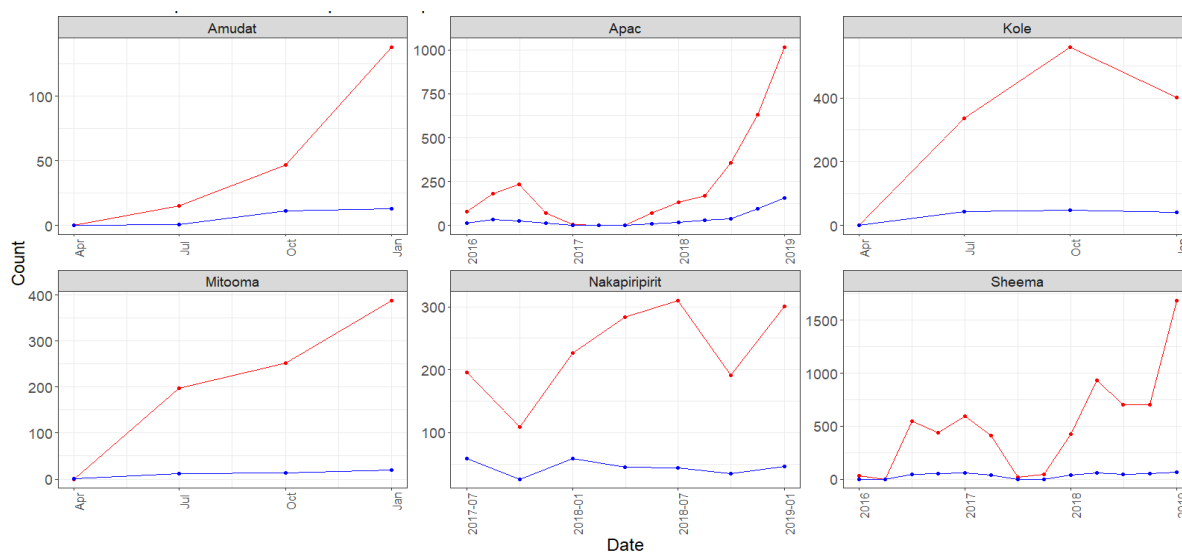 Amudat
100
50
0
Apr
Jul
Oct
Jan
Apac
1000
750
500
250
0
2016
2017
2018
2019
Kole
400
200
0
Apr
Jul
Oct
Jan
Mitooma
400
300
200
100
0
Apr
Jul
Oct
Jan
Nakapiripirit
300
200
100
2017-07
2018-01
2018-07
2019-01
Sheema
1500
1000
500
0
2016
2017
2018
2019
Count
Date